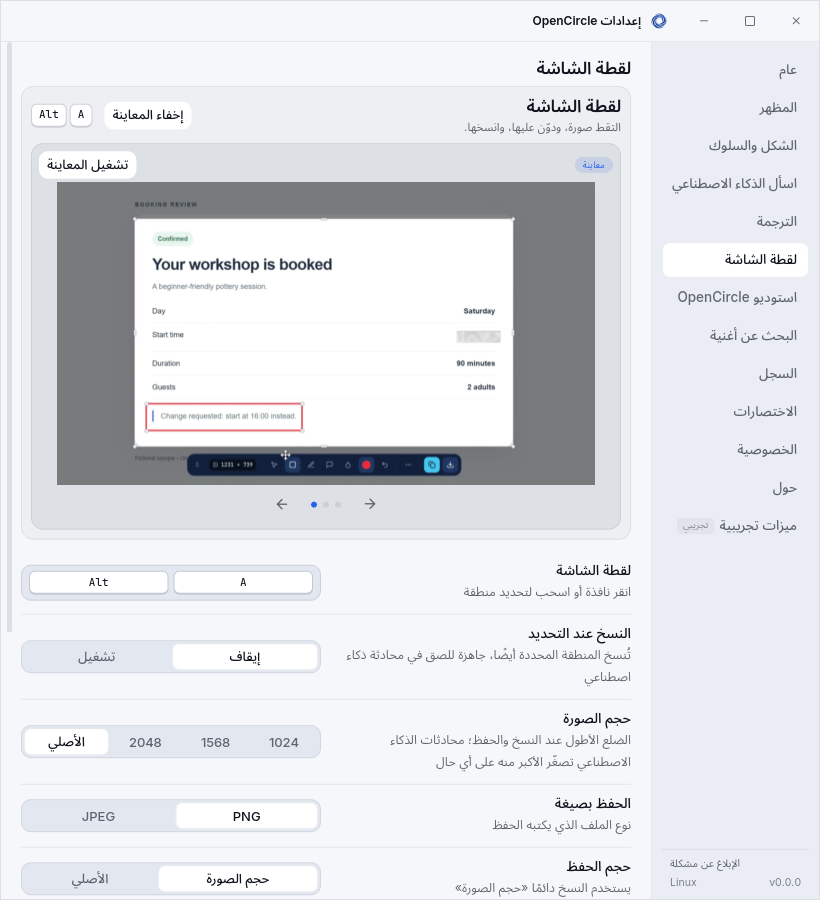 إعدادات OpenCircle
عام
المظهر
الشكل والسلوك
اسأل الذكاء الاصطناعي
الترجمة
لقطة الشاشة
استوديو OpenCircle
البحث عن أغنية
السجل
الاختصارات
الخصوصية
حول
ميزات تجريبية تجريبي
الإبلاغ عن مشكلة
v0.0.0 Linux
لقطة الشاشة
لقطة الشاشة
التقط صورة، ودوّن عليها، وانسخها.
إخفاء المعاينة
Alt A
معاينة
تشغيل المعاينة
BOOKING REVIEW
Confirmed
Your workshop is booked
A beginner-friendly pottery session.
Day Saturday
Start time
Duration 90 minutes
Guests 2 adults
Change requested: start at 16:00 instead.
Fictional sample
1231 × 739
لقطة الشاشة
انقر نافذة أو اسحب لتحديد منطقة
Alt A
النسخ عند التحديد
تُنسخ المنطقة المحددة أيضًا، جاهزة للصق في محادثة ذكاء
اصطناعي
إيقاف تشغيل
حجم الصورة
الضلع الأطول عند النسخ والحفظ؛ محادثات الذكاء
الاصطناعي تصغّر الأكبر منه على أي حال
1024 1568 2048 الأصلي
الحفظ بصيغة
نوع الملف الذي يكتبه الحفظ
PNG JPEG
حجم الحفظ
يستخدم النسخ دائمًا «حجم الصورة»
حجم الصورة الأصلي